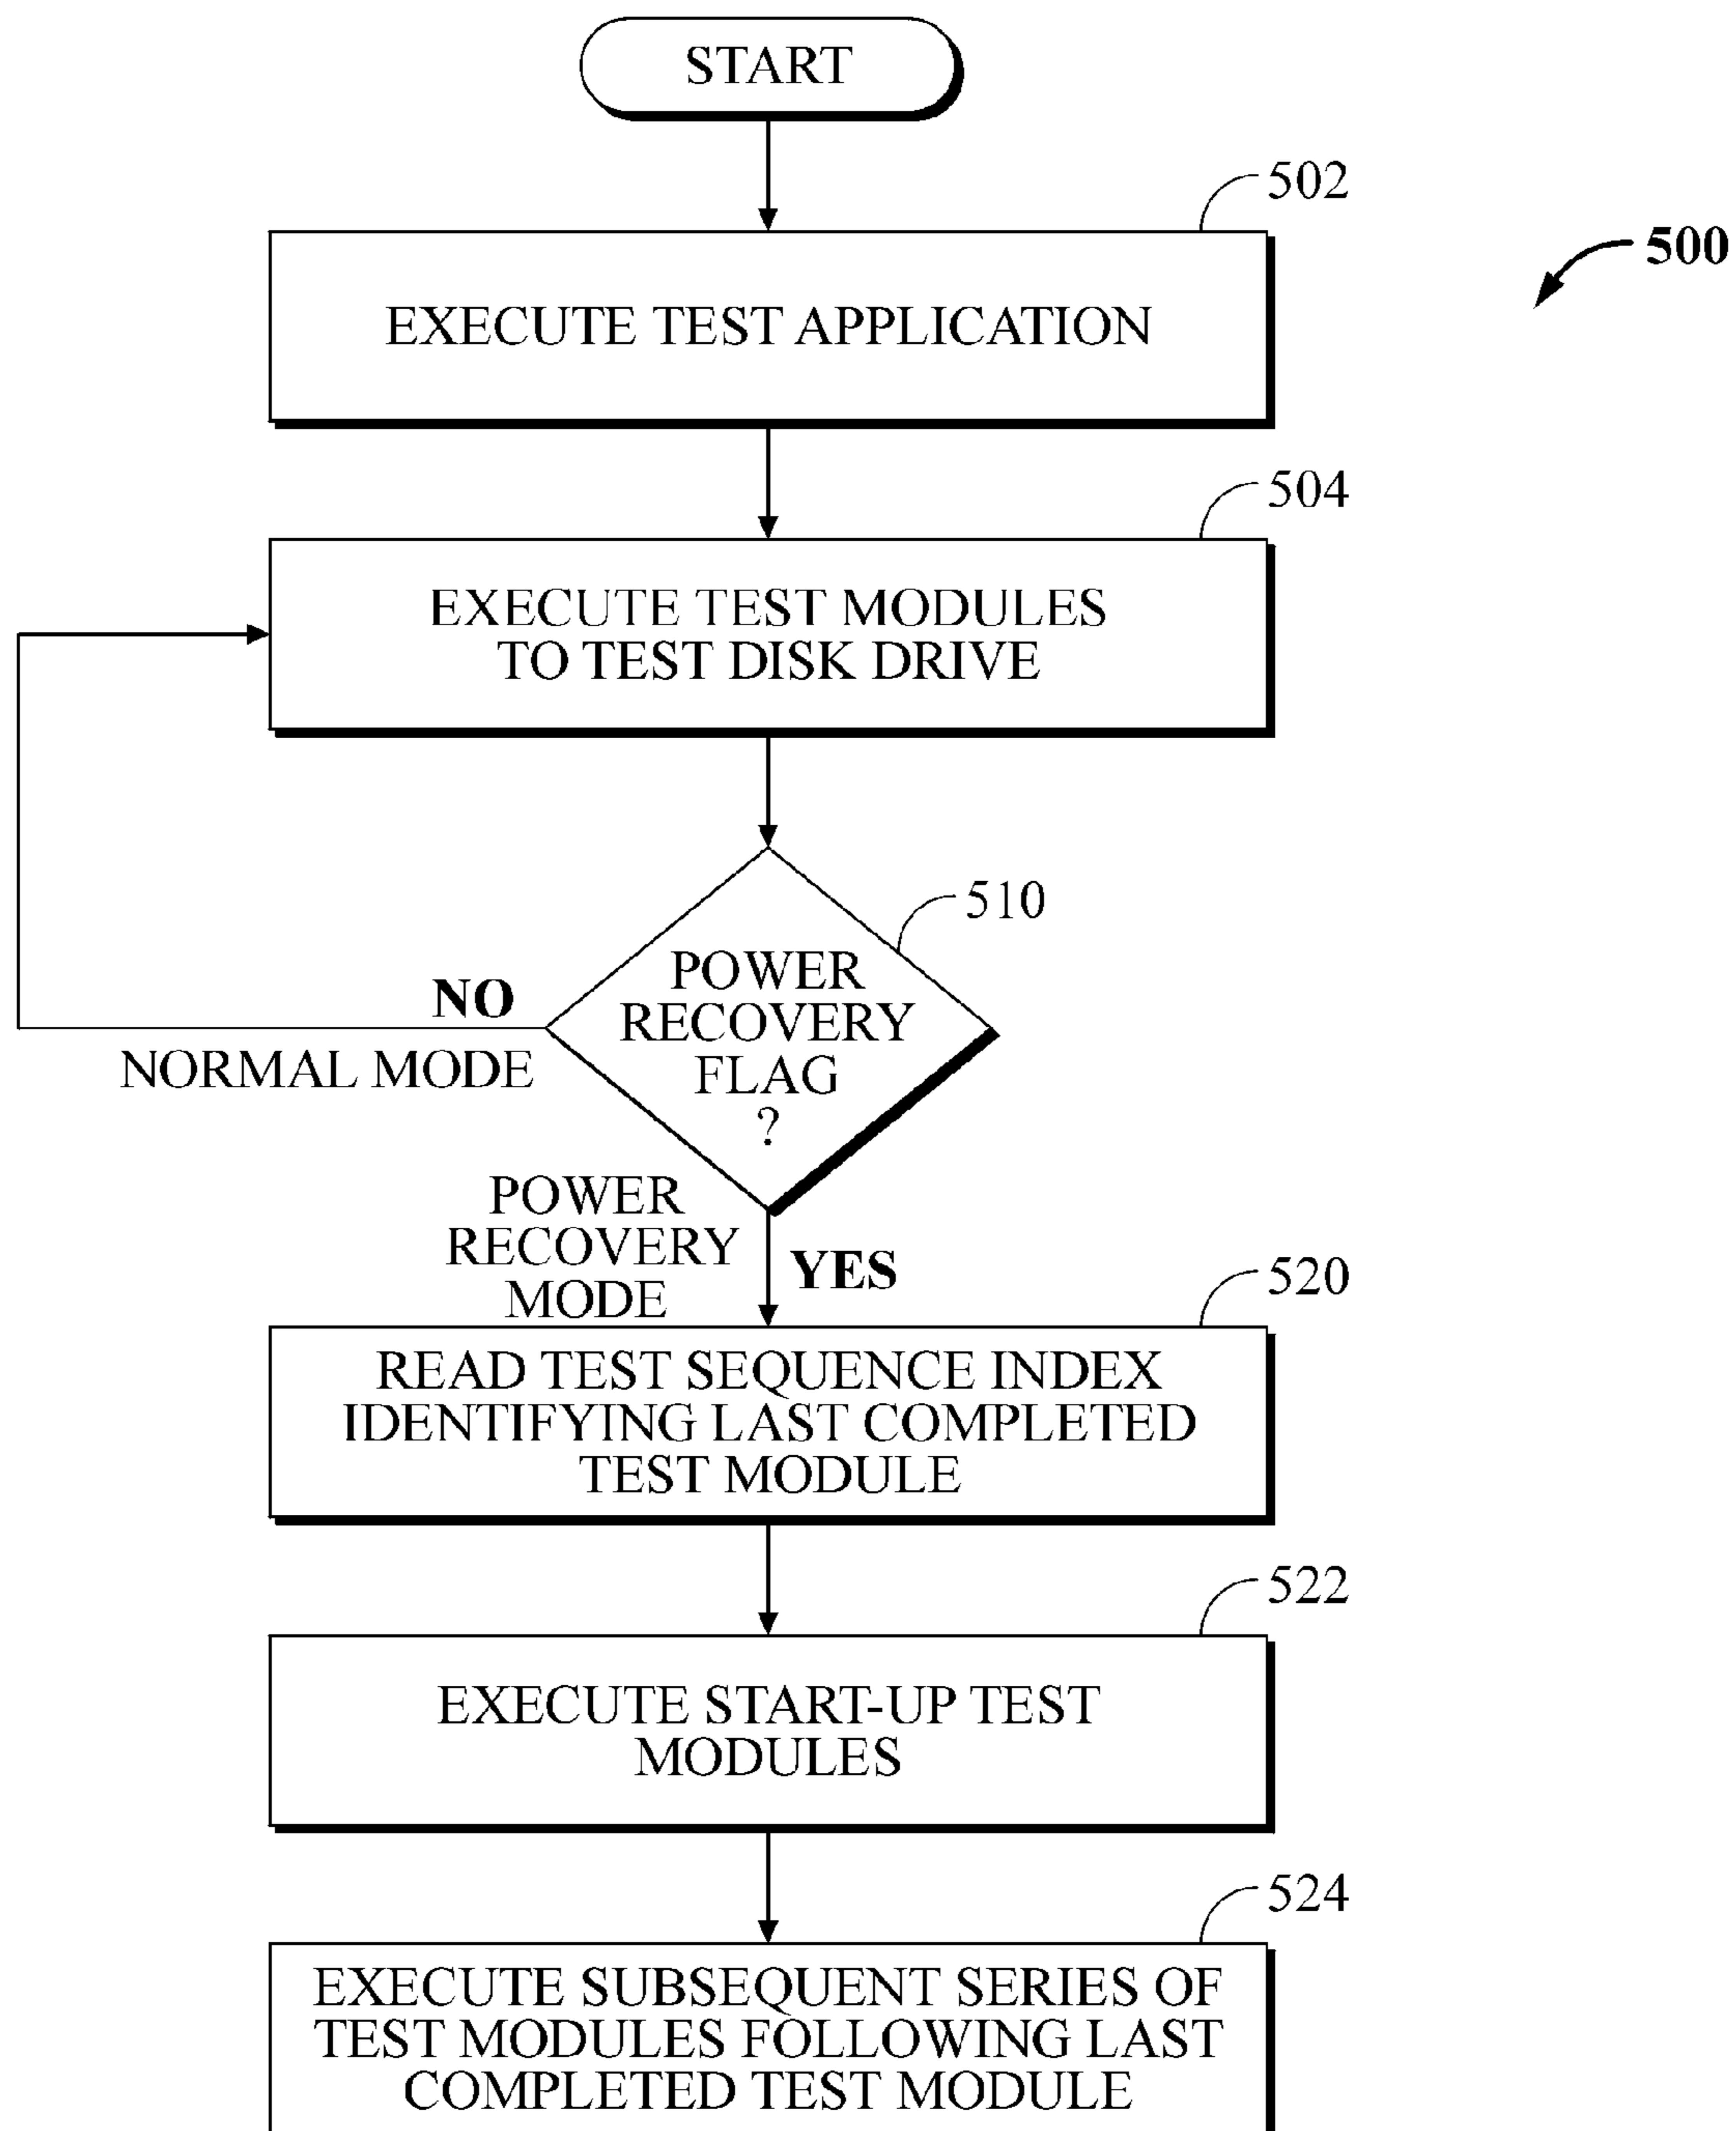 START
502
500
EXECUTE TEST APPLICATION
504
EXECUTE TEST MODULES
TO TEST DISK DRIVE
510
POWER
RECOVERY
FLAG
?
NO
NORMAL MODE
POWER
RECOVERY
MODE
YES
520
READ TEST SEQUENCE INDEX
IDENTIFYING LAST COMPLETED
TEST MODULE
522
EXECUTE START-UP TEST
MODULES
524
EXECUTE SUBSEQUENT SERIES OF
TEST MODULES FOLLOWING LAST
COMPLETED TEST MODULE